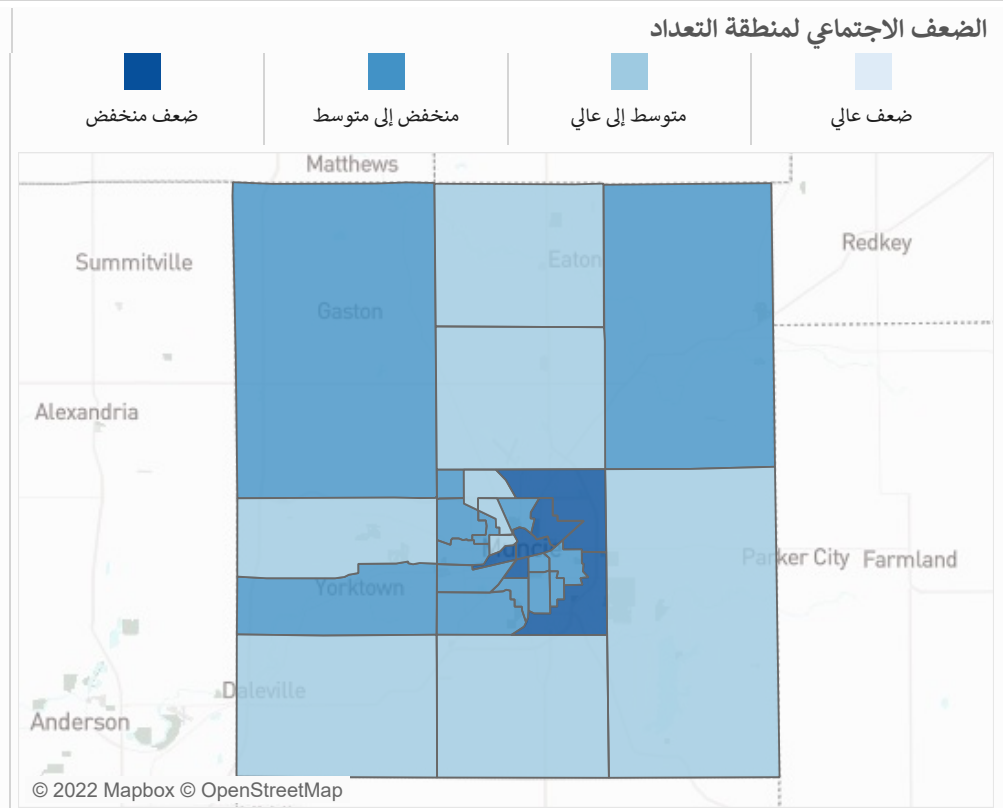 الضعف الاجتماعي لمنطقة التعداد
ضعف عالي
متوسط إلى عالي
منخفض إلى متوسط
ضعف منخفض
Matthews
Redkey
Summitville
Eaton
Gaston
Alexandria
Muncie
Parker City
Farmland
Yorktown
Daleville
Anderson
© 2022 Mapbox © OpenStreetMap